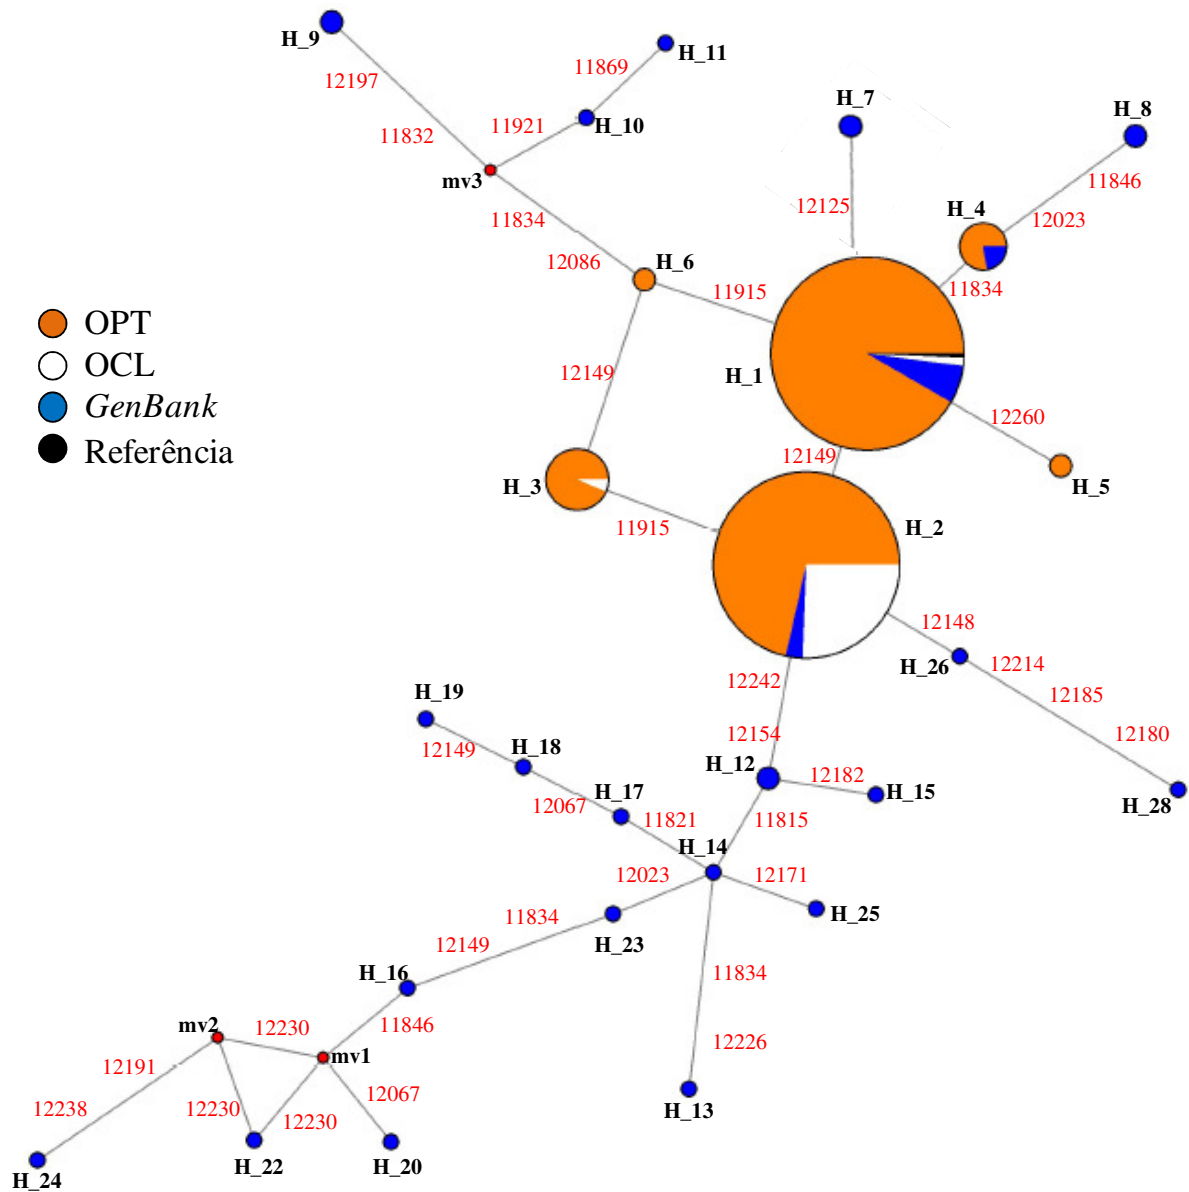 H_9
H_11
11869
12197
H_7
H_8
11921
H_10
11832
mv3
11846
H_4
12125
12023
11834
12086
H_6
11915
11834
OPT
OCL
GenBank
Referência
12149
H_1
12260
12149
H_3
H_5
11915
H_2
12148
H_26
12214
12242
12185
H_19
12154
12180
12149
H_18
H_12
12182
H_15
H_28
12067
H_17
11821
11815
H_14
12023
12171
11834
H_25
12149
H_23
H_16
11834
mv2
12230
11846
12226
mv1
12191
12067
12238
12230
12230
H_13
H_24
H_22
H_20